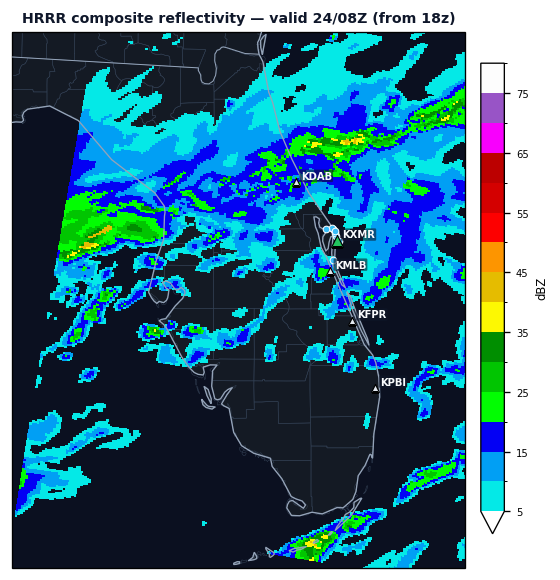 HRRR composite reflectivity — valid 24/08Z (from 18z)
KDAB
KXMR
KMLB
KFPR
KPBI
75
65
55
45
35
25
15
5
dBZ